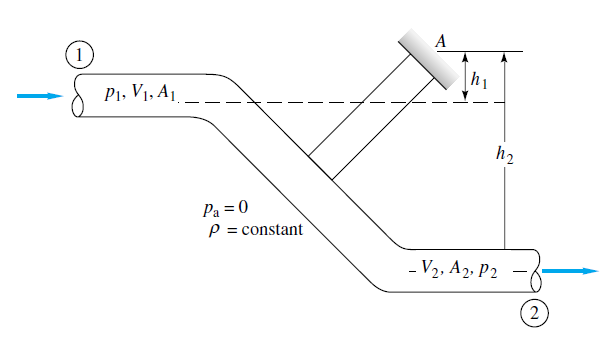 1
A
h₁
p₁, V₁, A₁
h₂
pₐ = 0
ρ = constant
V₂, A₂, p₂
2